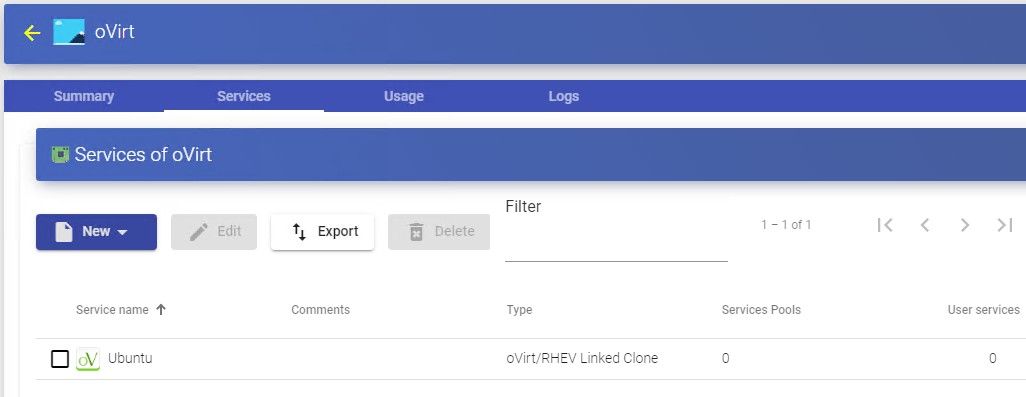 oVirt
Summary Services Usage Logs
Services of oVirt
New Edit Export Delete Filter 1 – 1 of 1
Service name Comments Type Services Pools User services
oV Ubuntu oVirt/RHEV Linked Clone 0 0